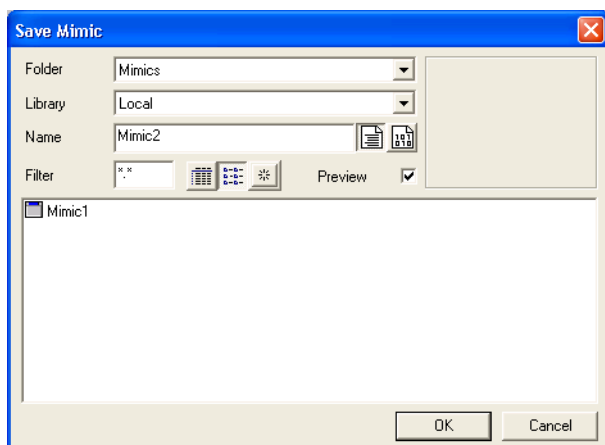 Save Mimic
Folder Mimics
Library Local
Name Mimic2
Filter *.* Preview
Mimic1
OK Cancel